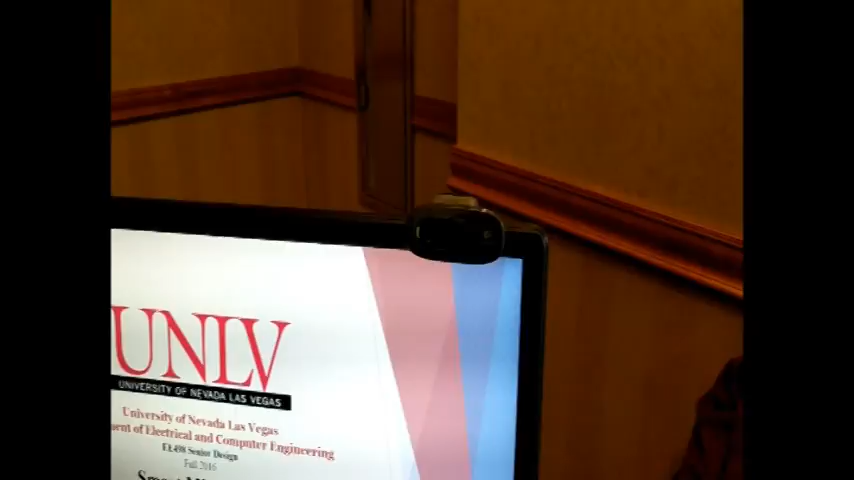 UNLV
UNIVERSITY OF NEVADA LAS VEGAS
University of Nevada Las Vegas
ment of Electrical and Computer Engineering
EE498 Senior Design
Fall 2016